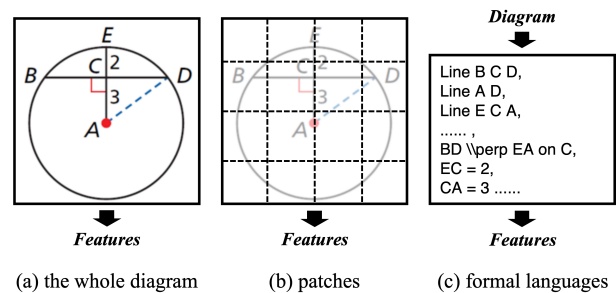 E
B C 2 D
3
A
Features
(a) the whole diagram
E
B C 2 D
3
A
Features
(b) patches
Diagram
Line B C D,
Line A D,
Line E C A,
...... ,
BD \\perp EA on C,
EC = 2,
CA = 3 ......
Features
(c) formal languages